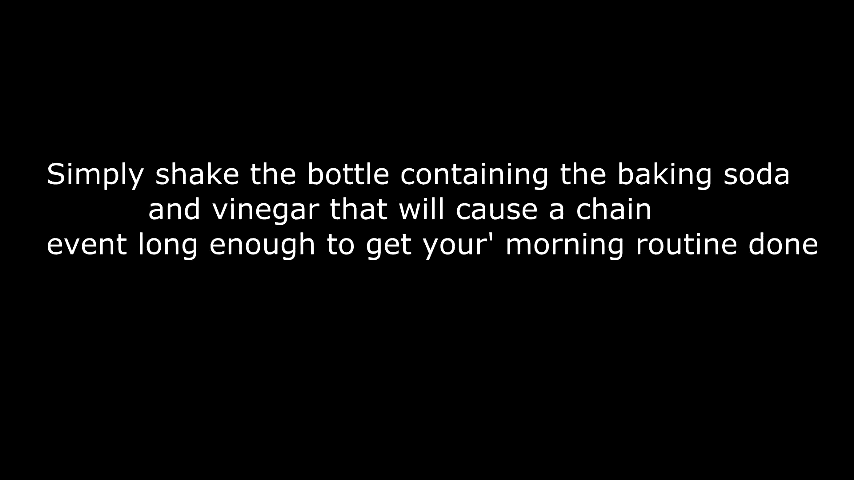 Simply shake the bottle containing the baking soda
and vinegar that will cause a chain
event long enough to get your' morning routine done